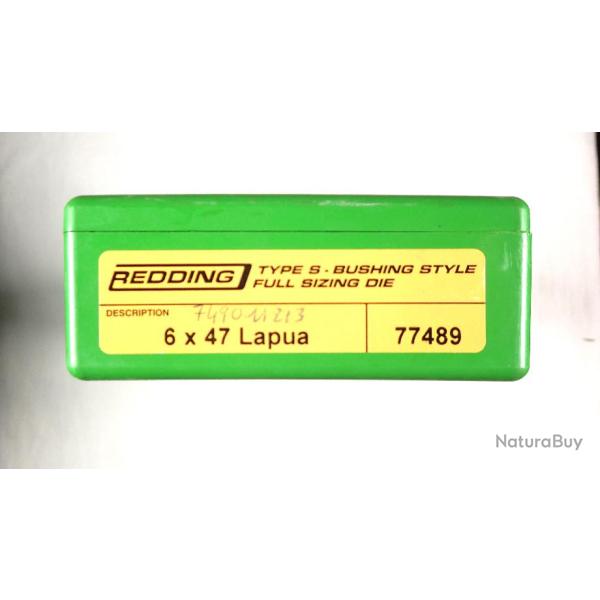 REDDING
TYPE S - BUSHING STYLE
FULL SIZING DIE
DESCRIPTION
6 x 47 Lapua
77489
NaturaBuy